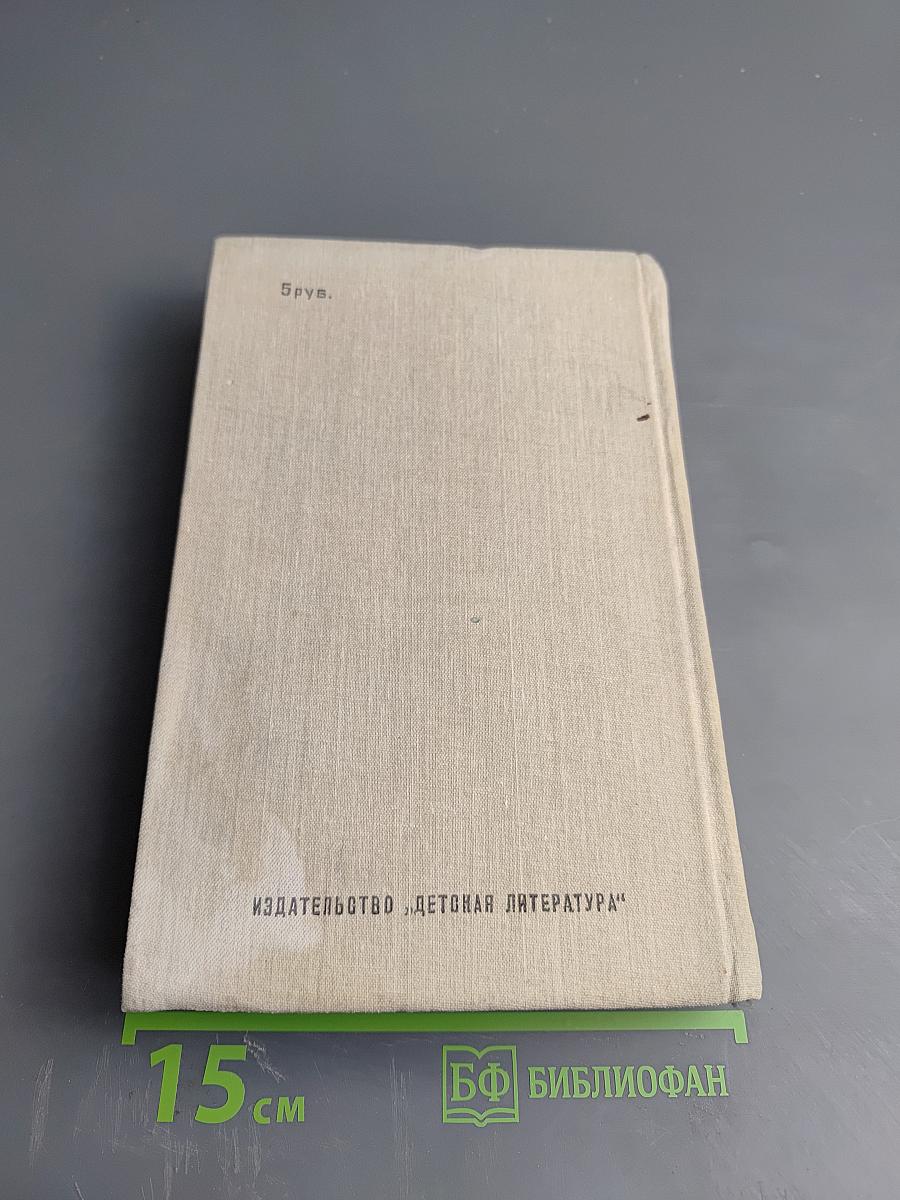 5 руб.
ИЗДАТЕЛЬСТВО „ДЕТСКАЯ ЛИТЕРАТУРА“
15 см
БФ БИБЛИОФАН